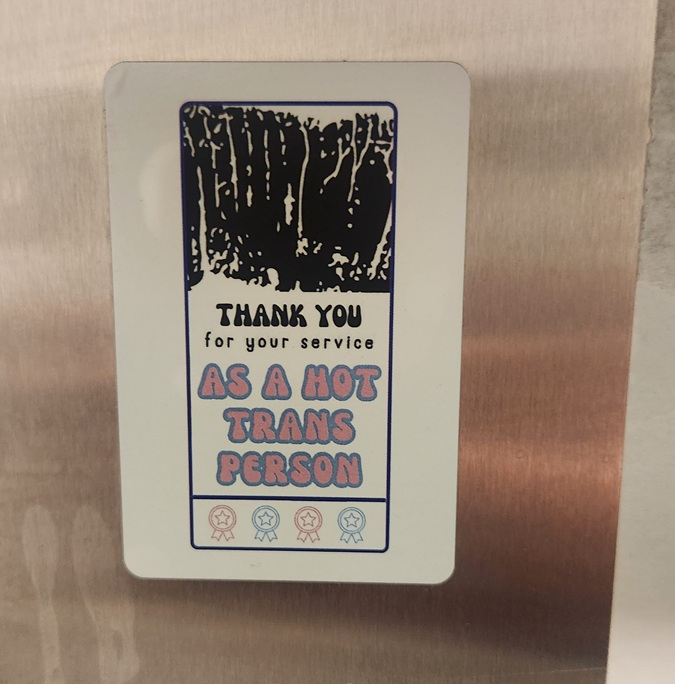 THANK YOU
for your service
AS A HOT
TRANS
PERSON